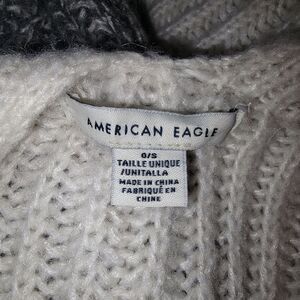 AMERICAN EAGLE
O/S
TAILLE UNIQUE
/UNITALLA
MADE IN CHINA
FABRIQUÉ EN
CHINE